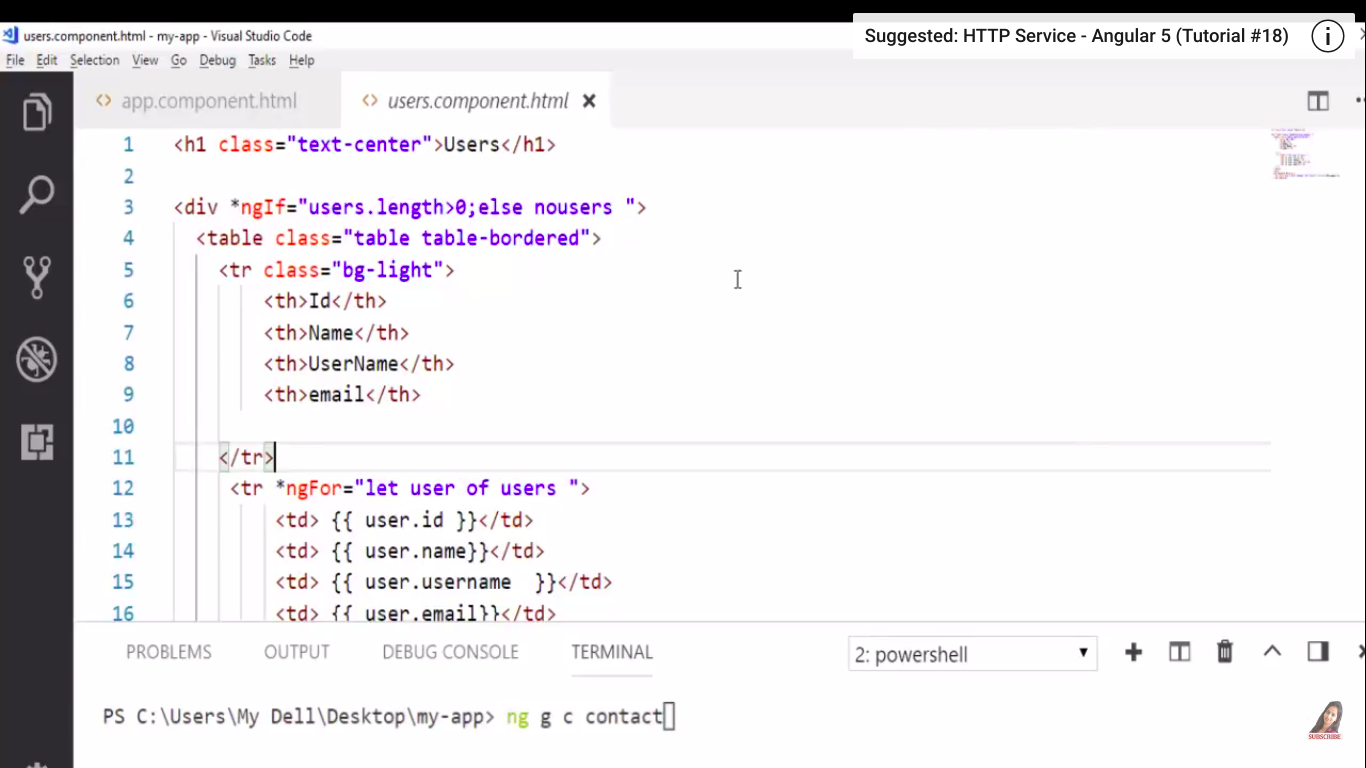 Suggested: HTTP Service - Angular 5 (Tutorial #18)
users.component.html - my-app - Visual Studio Code
File Edit Selection View Go Debug Tasks Help
app.component.html users.component.html
1 <h1 class="text-center">Users</h1>
2
3 <div *ngIf="users.length>0;else nousers ">
4 <table class="table table-bordered">
5 <tr class="bg-light">
6 <th>Id</th>
7 <th>Name</th>
8 <th>UserName</th>
9 <th>email</th>
10
11 </tr>
12 <tr *ngFor="let user of users ">
13 <td> {{ user.id }}</td>
14 <td> {{ user.name}}</td>
15 <td> {{ user.username  }}</td>
16 <td> {{ user.email}}</td>
PROBLEMS OUTPUT DEBUG CONSOLE TERMINAL 2: powershell
PS C:\Users\My Dell\Desktop\my-app> ng g c contact
SUBSCRIBE